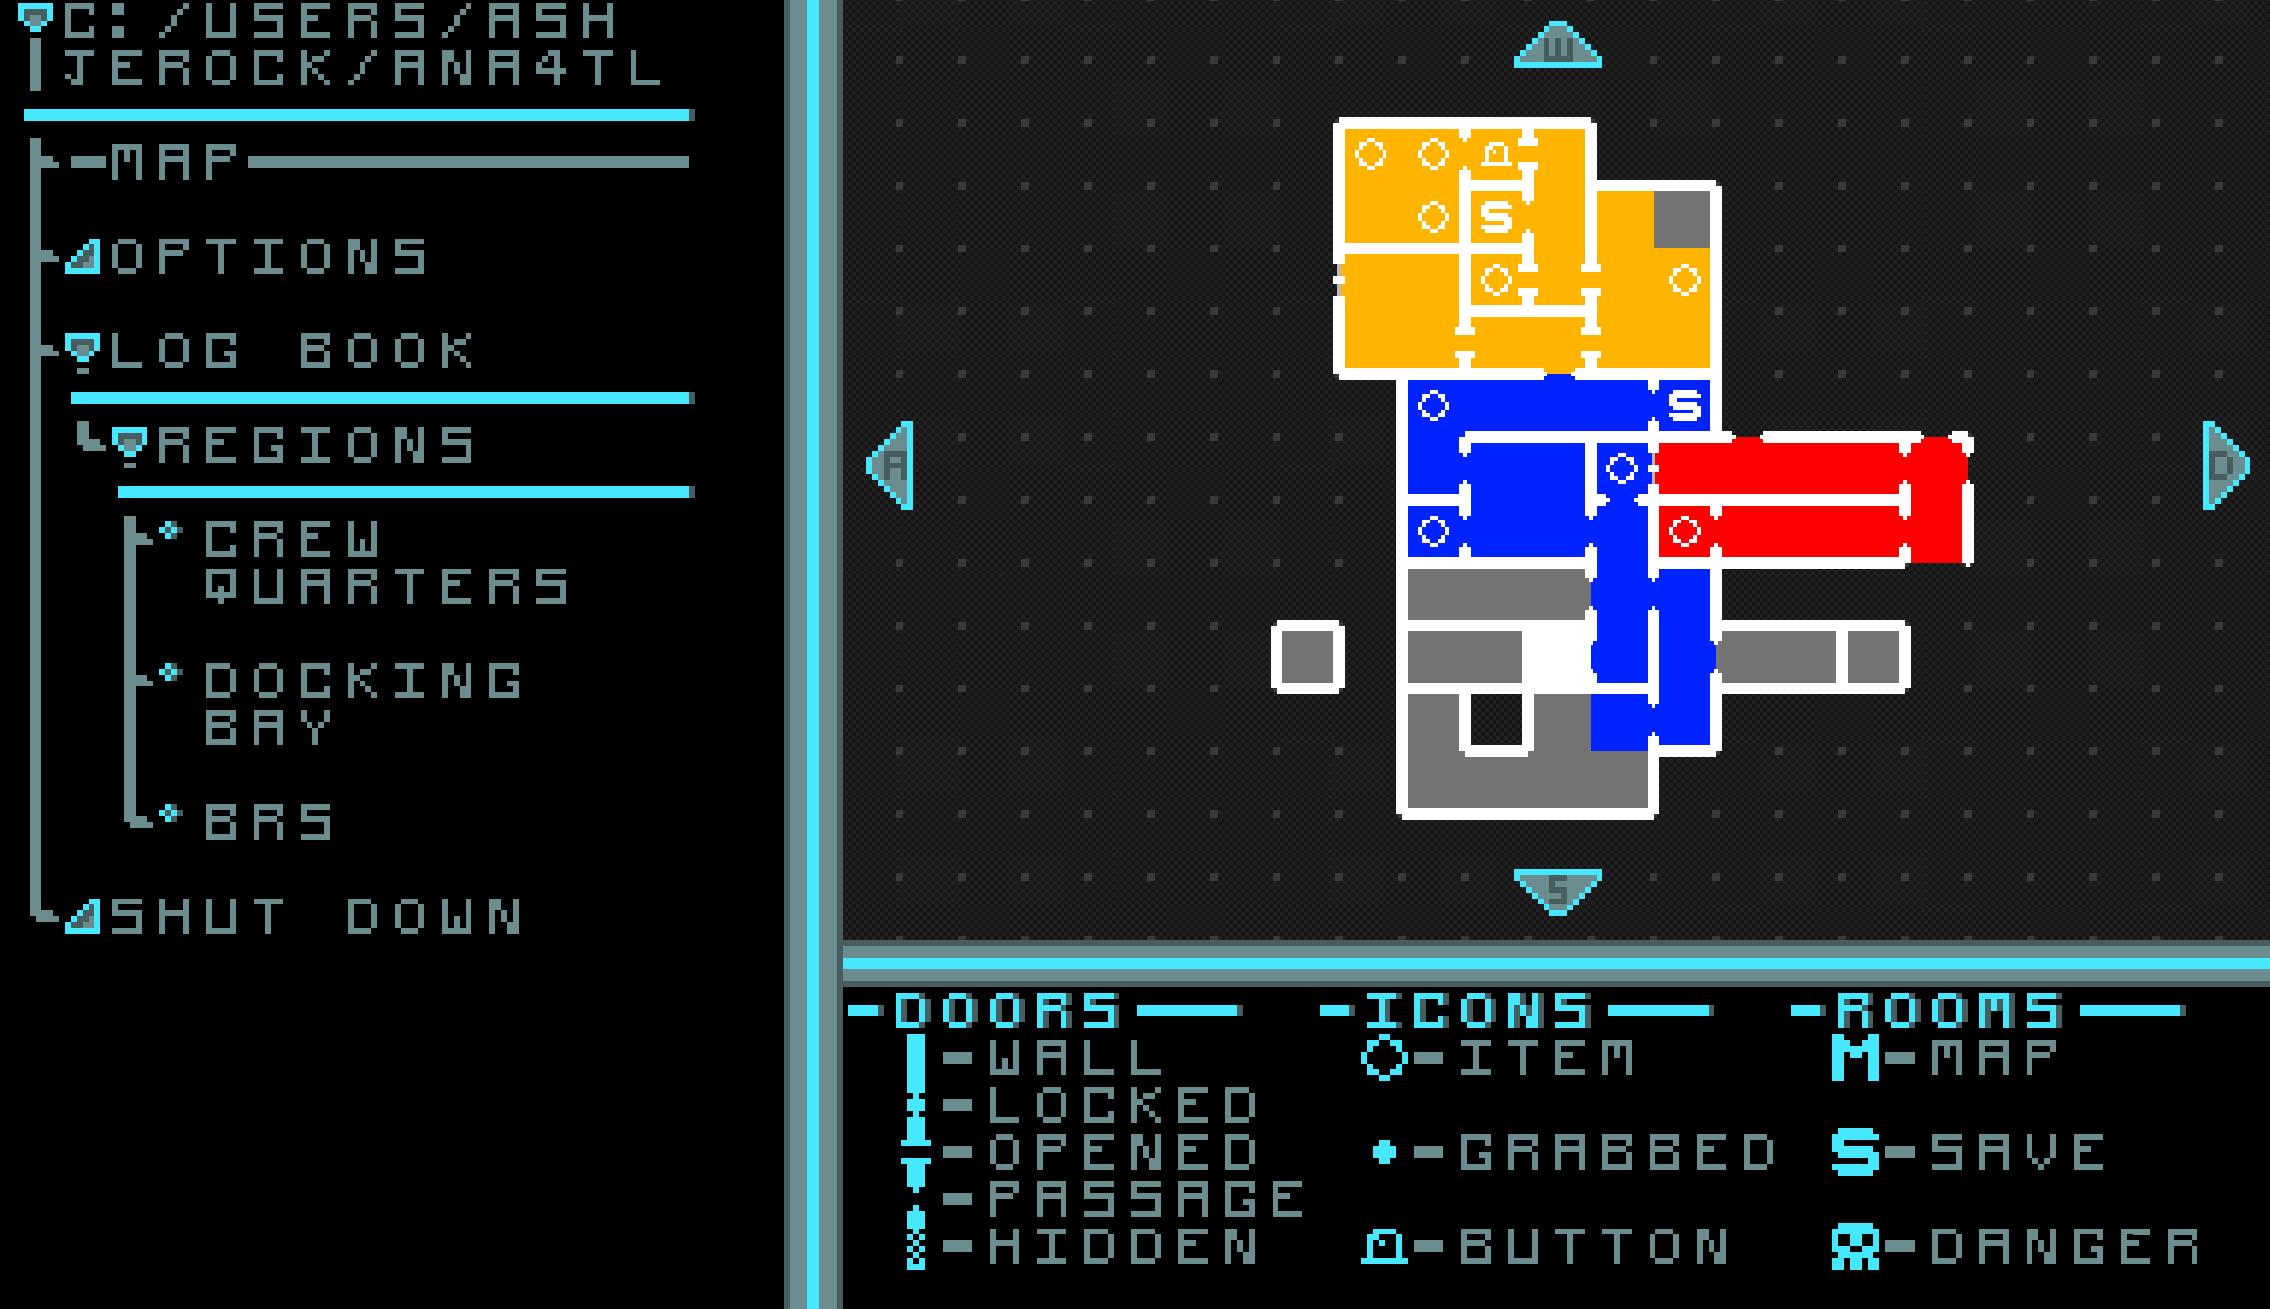 C:/USERS/ASH
JEROCK/ANA4TL
MAP
OPTIONS
LOG BOOK
REGIONS
CREW
QUARTERS
DOCKING
BAY
BRS
SHUT DOWN
W
A
D
S
S
S
DOORS
WALL
LOCKED
OPENED
PASSAGE
HIDDEN
ICONS
ITEM
GRABBED
BUTTON
ROOMS
M-MAP
S-SAVE
DANGER